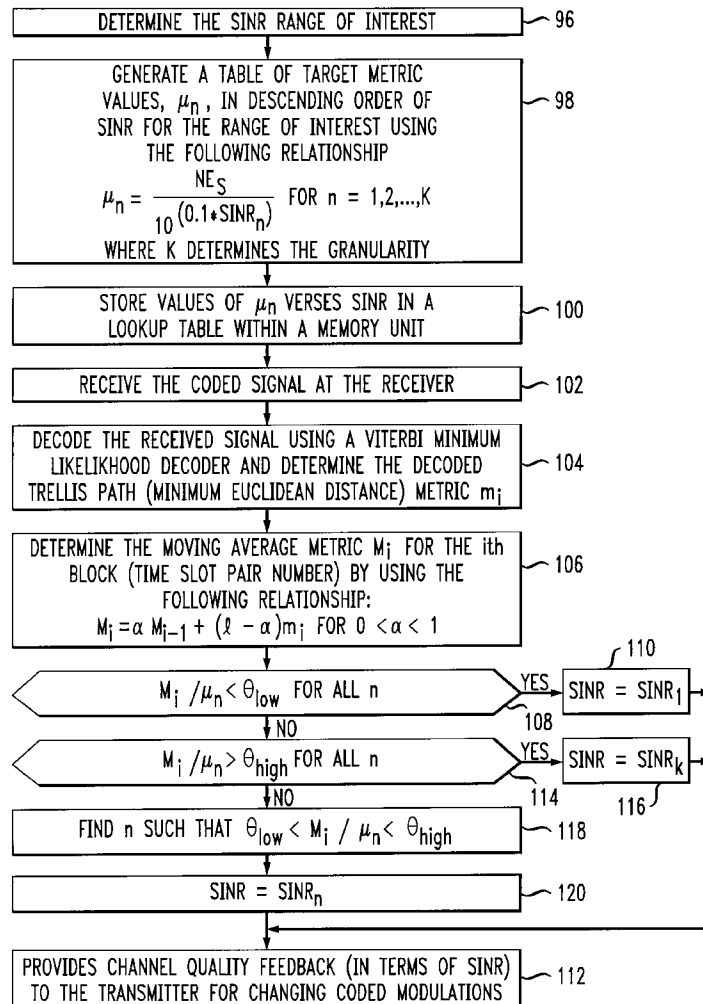 DETERMINE THE SINR RANGE OF INTEREST
96
GENERATE A TABLE OF TARGET METRIC
VALUES, μn, IN DESCENDING ORDER OF
SINR FOR THE RANGE OF INTEREST USING
THE FOLLOWING RELATIONSHIP
μn = NES / 10^(0.1*SINRn) FOR n = 1,2,...,K
WHERE K DETERMINES THE GRANULARITY
98
STORE VALUES OF μn VERSES SINR IN A
LOOKUP TABLE WITHIN A MEMORY UNIT
100
RECEIVE THE CODED SIGNAL AT THE RECEIVER
102
DECODE THE RECEIVED SIGNAL USING A VITERBI MINIMUM
LIKELIKHOOD DECODER AND DETERMINE THE DECODED
TRELLIS PATH (MINIMUM EUCLIDEAN DISTANCE) METRIC mi
104
DETERMINE THE MOVING AVERAGE METRIC Mi FOR THE ith
BLOCK (TIME SLOT PAIR NUMBER) BY USING THE
FOLLOWING RELATIONSHIP:
Mi = α Mi-1 + (ℓ - α)mi FOR 0 < α < 1
106
Mi / μn < θlow FOR ALL n
108
YES
110
SINR = SINR1
NO
Mi / μn > θhigh FOR ALL n
114
YES
SINR = SINRk
116
NO
FIND n SUCH THAT θlow < Mi / μn < θhigh
118
SINR = SINRn
120
PROVIDES CHANNEL QUALITY FEEDBACK (IN TERMS OF SINR)
TO THE TRANSMITTER FOR CHANGING CODED MODULATIONS
112